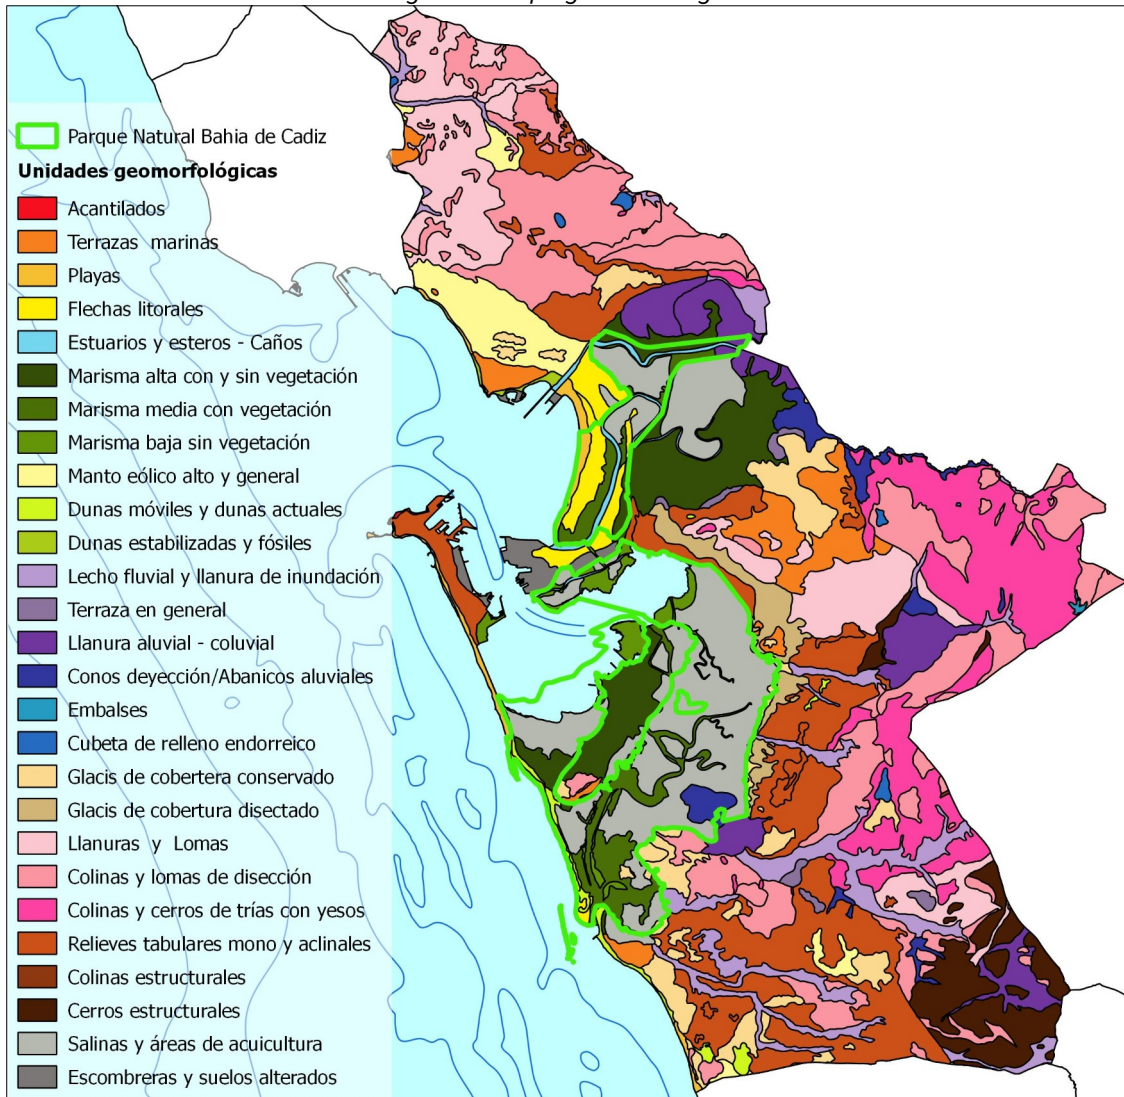 Parque Natural Bahia de Cadiz
Unidades geomorfológicas
Acantilados
Terrazas marinas
Playas
Flechas litorales
Estuarios y esteros - Caños
Marisma alta con y sin vegetación
Marisma media con vegetación
Marisma baja sin vegetación
Manto eólico alto y general
Dunas móviles y dunas actuales
Dunas estabilizadas y fósiles
Lecho fluvial y llanura de inundación
Terraza en general
Llanura aluvial - coluvial
Conos deyección/Abanicos aluviales
Embalses
Cubeta de relleno endorreico
Glacis de cobertera conservado
Glacis de cobertura disectado
Llanuras y Lomas
Colinas y lomas de disección
Colinas y cerros de trías con yesos
Relieves tabulares mono y aclinales
Colinas estructurales
Cerros estructurales
Salinas y áreas de acuicultura
Escombreras y suelos alterados